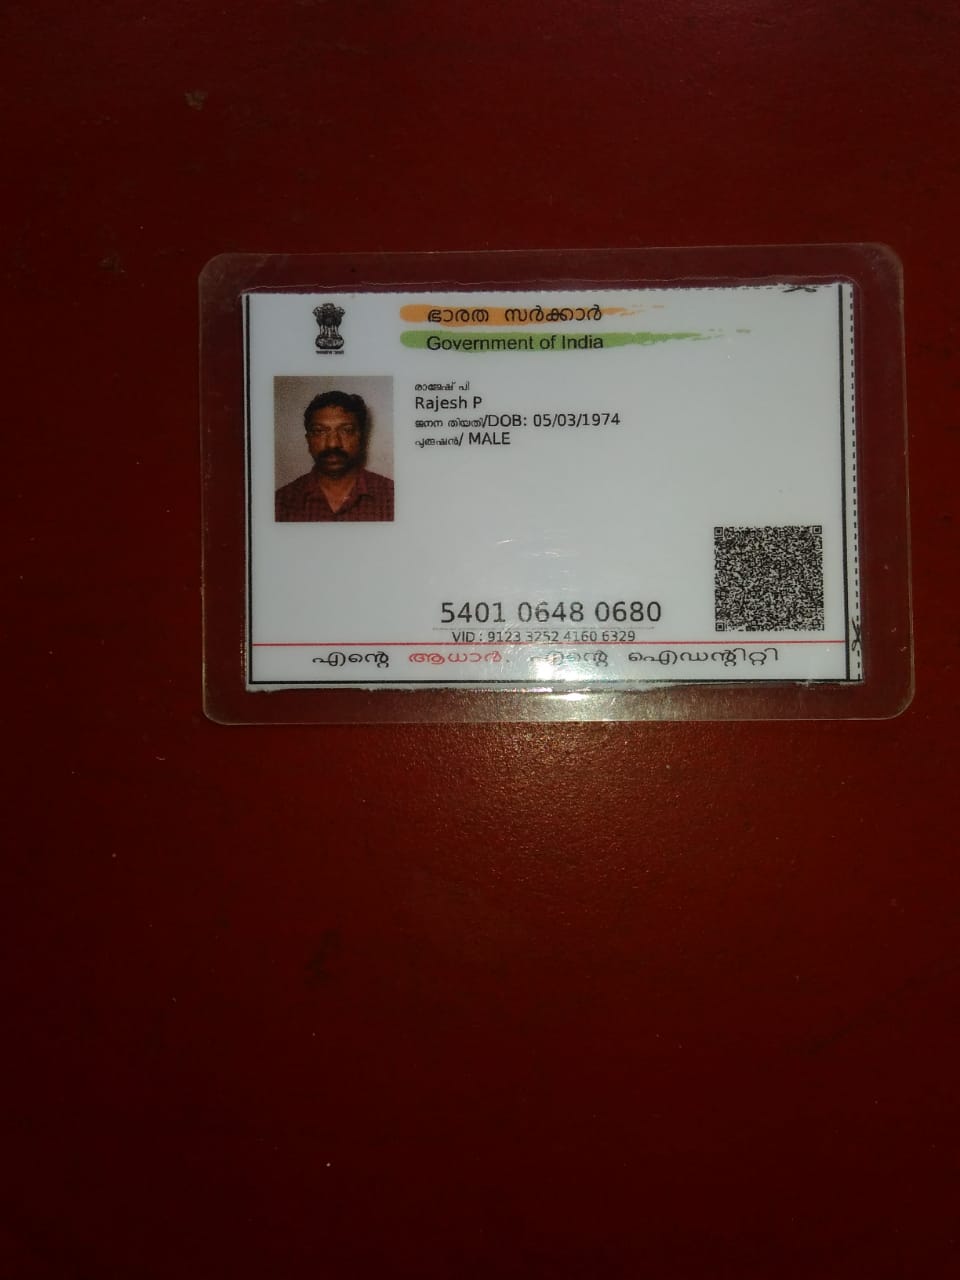 ഭാരത സർക്കാർ
Government of India
രാജേഷ് പി
Rajesh P
ജനന തിയതി/DOB: 05/03/1974
പുരുഷൻ/ MALE
5401 0648 0680
VID : 9123 3252 4160 6329
എന്റെ ആധാർ, എന്റെ ഐഡന്റിറ്റി